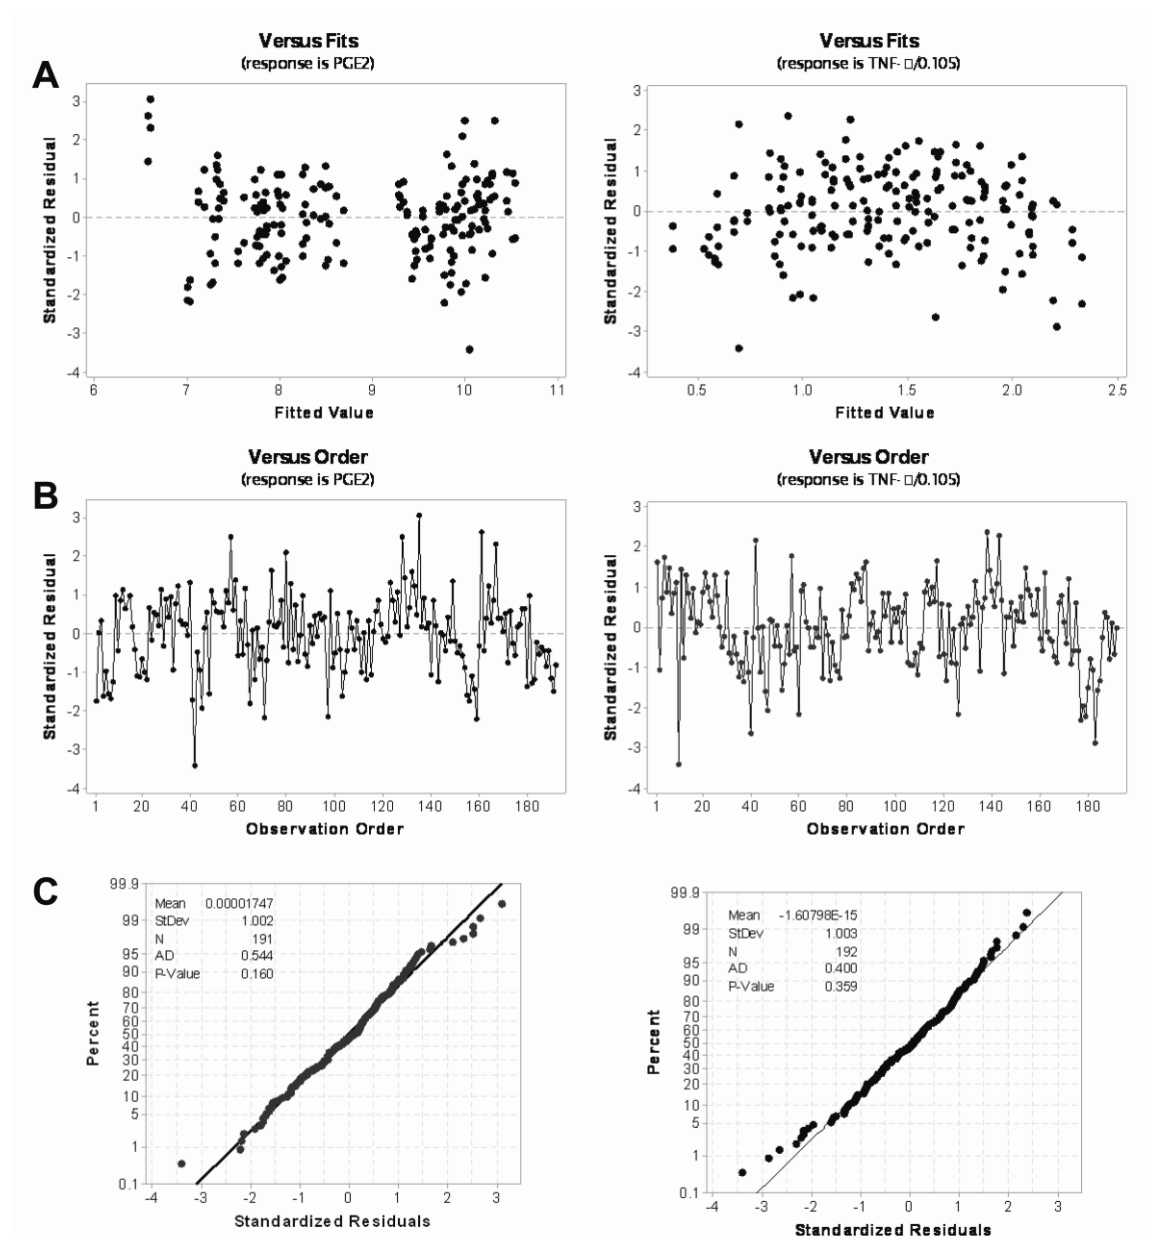 A
Versus Fits
(response is PGE2)
Standardized Residual
3
2
1
0
-1
-2
-3
-4
6 7 8 9 10 11
Fitted Value
Versus Fits
(response is TNF- □/0.105)
Standardized Residual
3
2
1
0
-1
-2
-3
-4
0.5 1.0 1.5 2.0 2.5
Fitted Value
B
Versus Order
(response is PGE2)
Standardized Residual
3
2
1
0
-1
-2
-3
-4
1 20 40 60 80 100 120 140 160 180
Observation Order
Versus Order
(response is TNF- □/0.105)
Standardized Residual
3
2
1
0
-1
-2
-3
-4
1 20 40 60 80 100 120 140 160 180
Observation Order
C
Percent
99.9
99
95
90
80
70
60
50
40
30
20
10
5
1
0.1
Mean 0.00001747
StDev 1.002
N 191
AD 0.544
P-Value 0.160
-4 -3 -2 -1 0 1 2 3
Standardized Residuals
Percent
99.9
99
95
90
80
70
60
50
40
30
20
10
5
1
0.1
Mean -1.60798E-15
StDev 1.003
N 192
AD 0.400
P-Value 0.359
-4 -3 -2 -1 0 1 2 3
Standardized Residuals